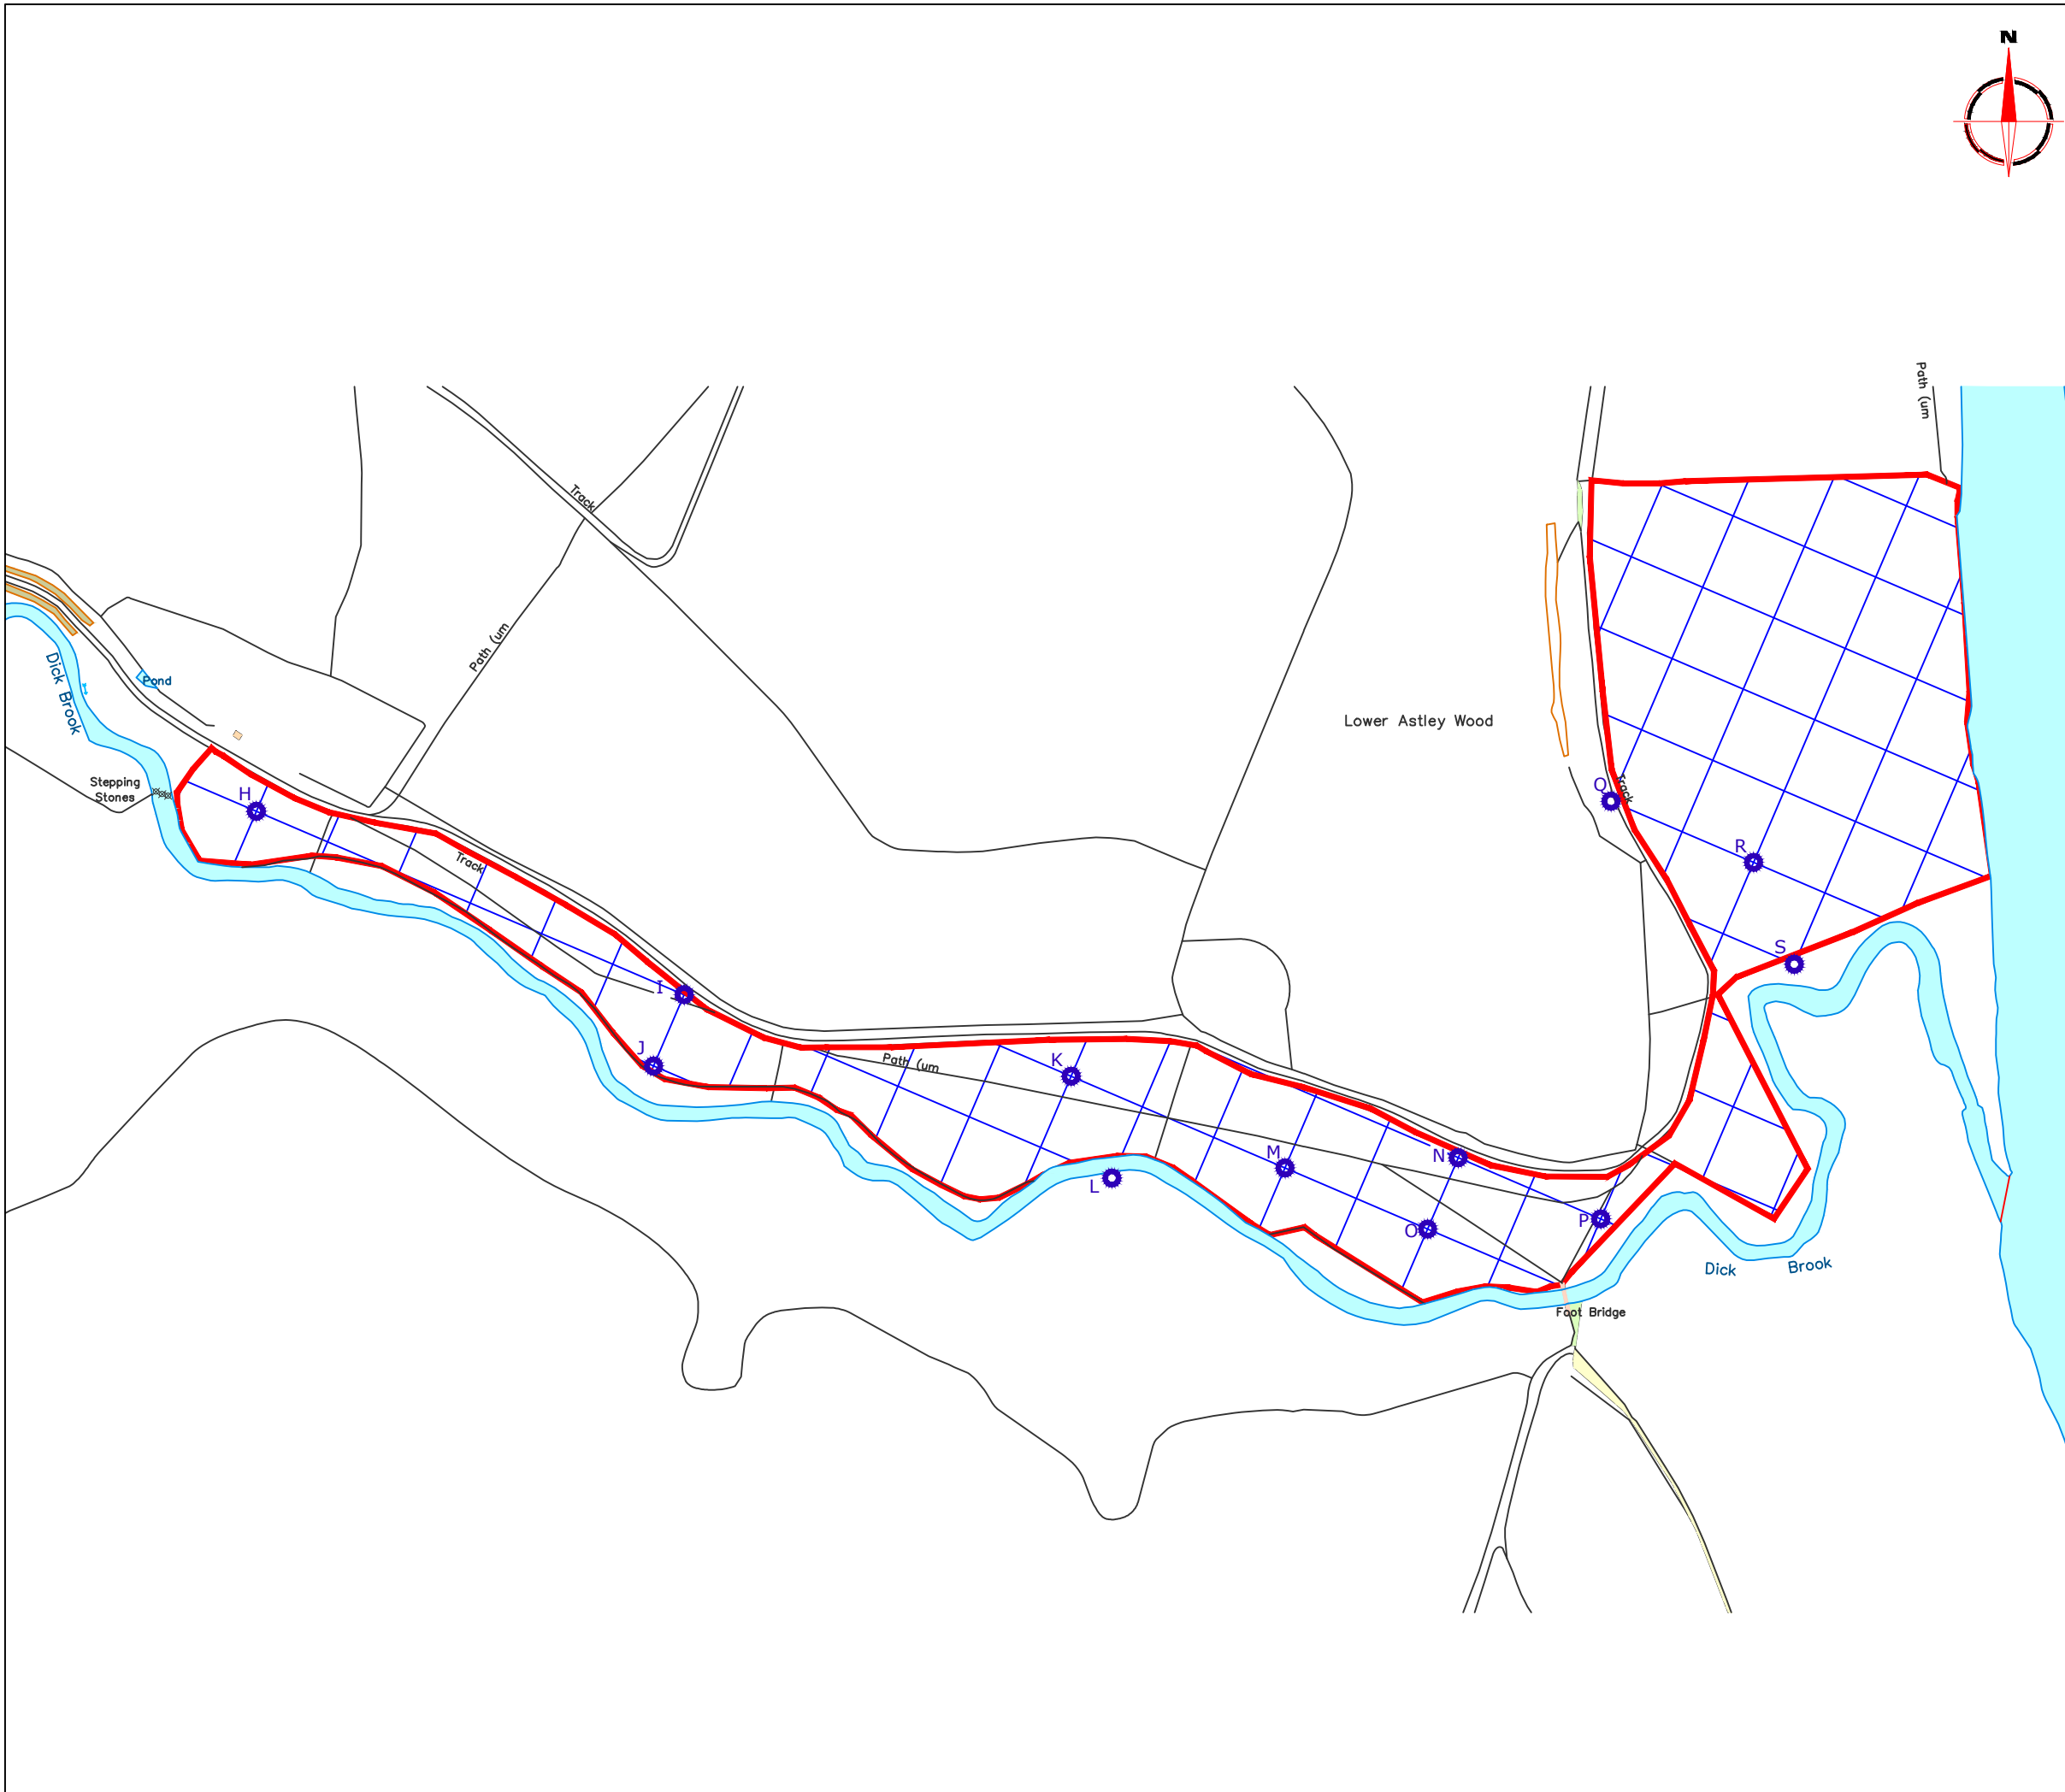 N
Path (um
Track
Path (um
Dick Brook
Pond
Lower Astley Wood
Stepping
Stones
H
Track
Q
Track
R
S
I
J
K
Path (um
L
M
N
O
P
Dick Brook
Foot Bridge